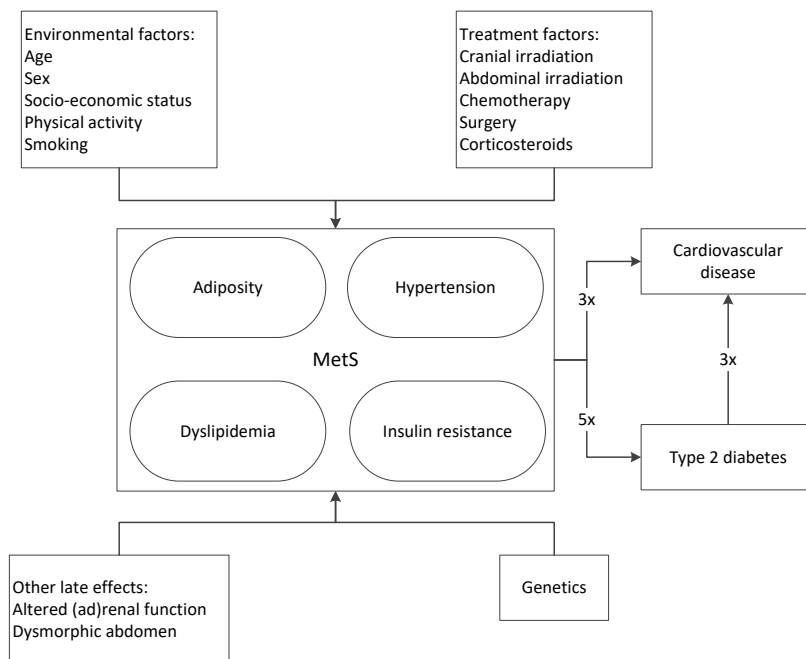 Environmental factors:
Age
Sex
Socio-economic status
Physical activity
Smoking
Treatment factors:
Cranial irradiation
Abdominal irradiation
Chemotherapy
Surgery
Corticosteroids
Adiposity
Hypertension
MetS
Dyslipidemia
Insulin resistance
3x
5x
Cardiovascular
disease
3x
Type 2 diabetes
Other late effects:
Altered (ad)renal function
Dysmorphic abdomen
Genetics